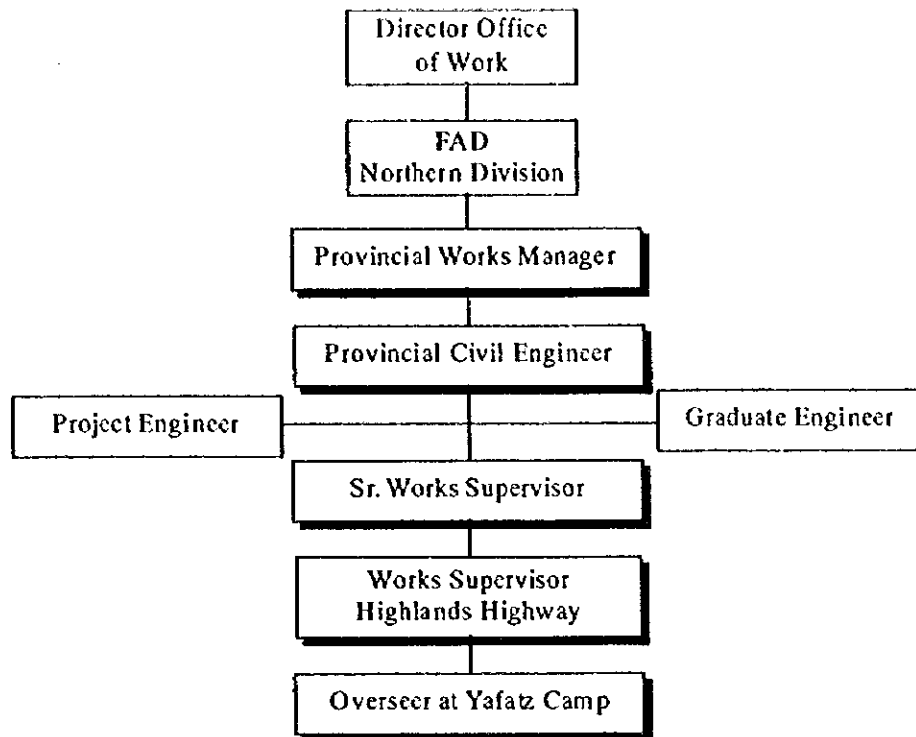 Director Office
of Work
FAD
Northern Division
Provincial Works Manager
Provincial Civil Engineer
Project Engineer
Graduate Engineer
Sr. Works Supervisor
Works Supervisor
Highlands Highway
Overseer at Yafatz Camp